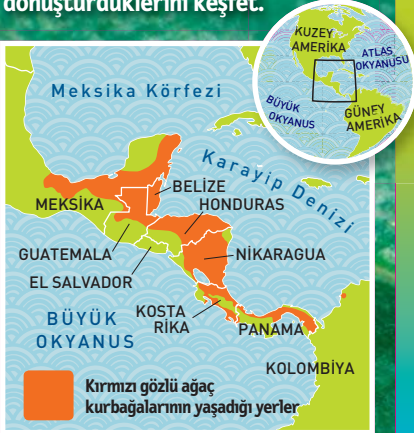 dönüştürdüklerini keşfet.
KUZEY
AMERİKA
ATLAS
OKYANUSU
BÜYÜK
OKYANUS
GÜNEY
AMERİKA
Meksika Körfezi
Karayip Denizi
MEKSİKA
BELİZE
HONDURAS
GUATEMALA
NİKARAGUA
EL SALVADOR
BÜYÜK
OKYANUS
KOSTA
RİKA
PANAMA
KOLOMBİYA
Kırmızı gözlü ağaç
kurbağalarının yaşadığı yerler